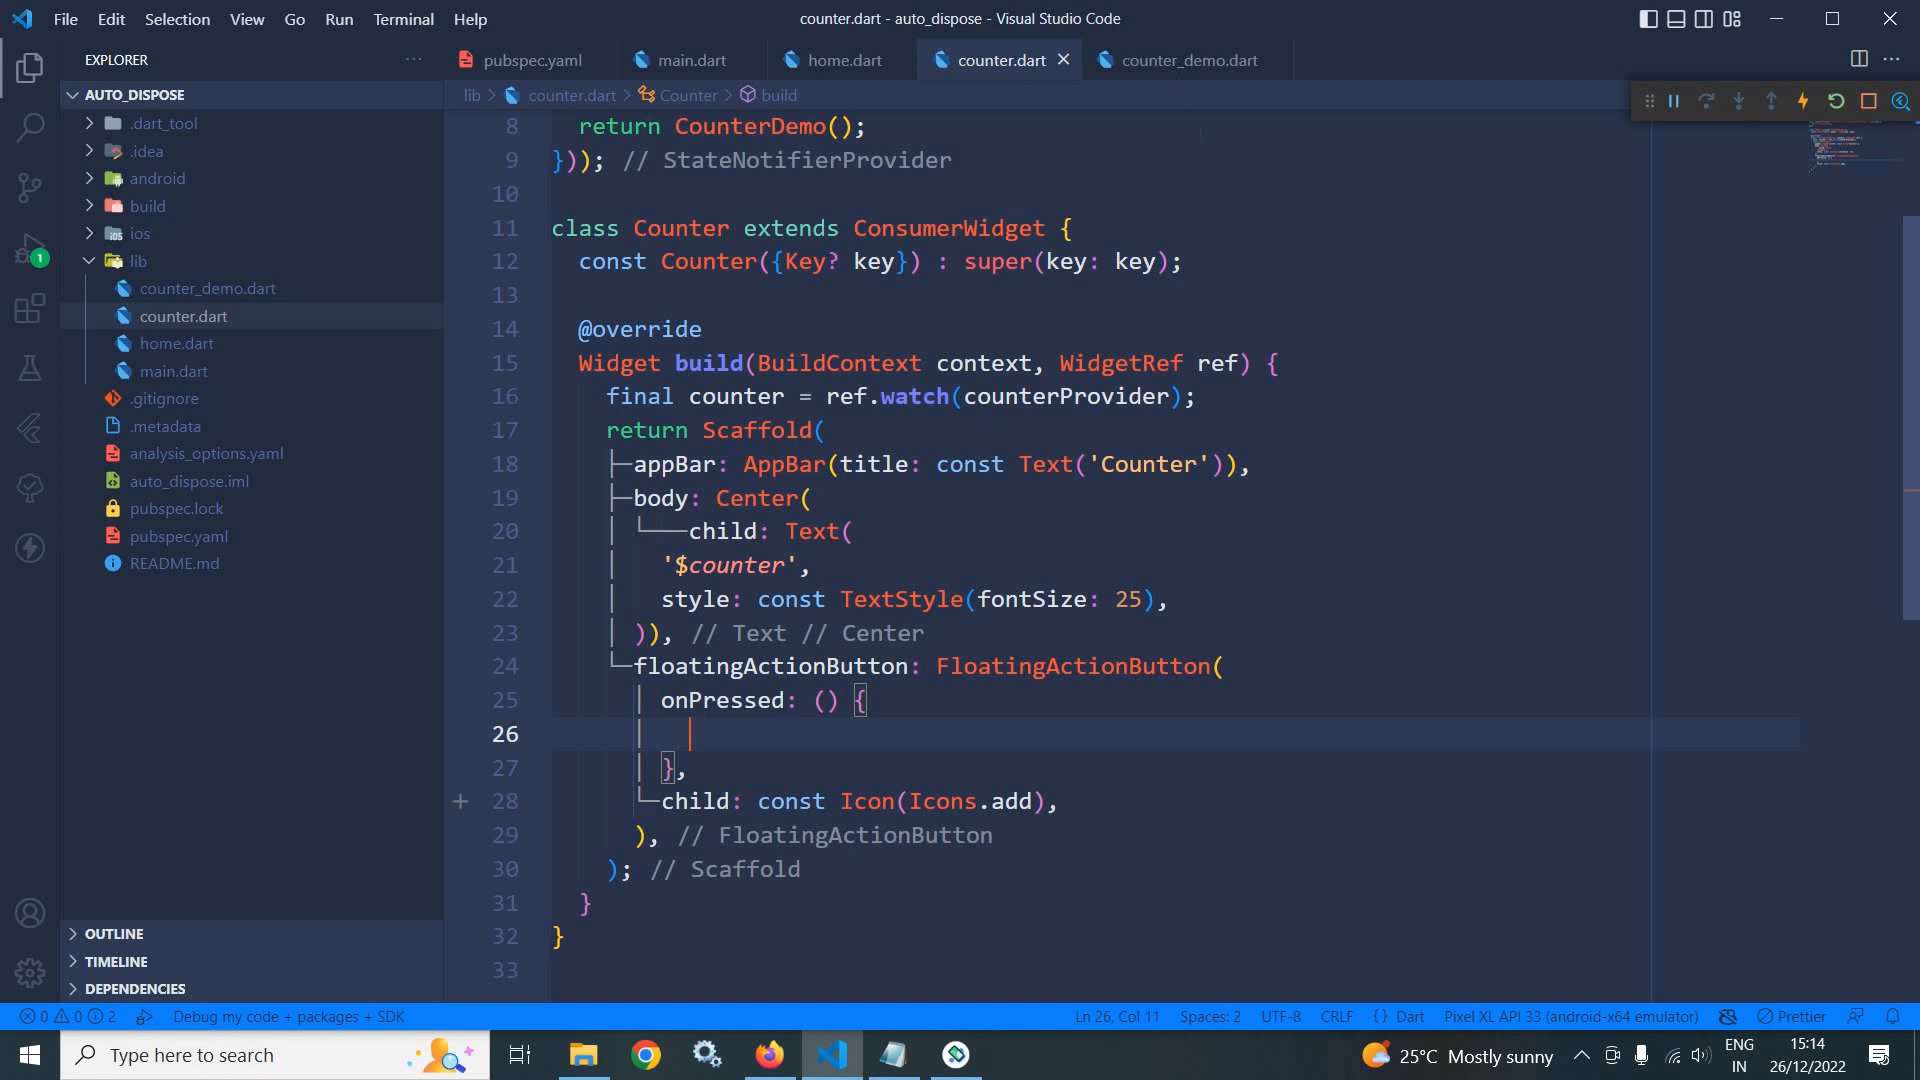 File Edit Selection View Go Run Terminal Help
counter.dart - auto_dispose - Visual Studio Code
EXPLORER
AUTO_DISPOSE
.dart_tool
.idea
android
build
ios
lib
counter_demo.dart
counter.dart
home.dart
main.dart
.gitignore
.metadata
analysis_options.yaml
auto_dispose.iml
pubspec.lock
pubspec.yaml
README.md
OUTLINE
TIMELINE
DEPENDENCIES
pubspec.yaml main.dart home.dart counter.dart counter_demo.dart
lib > counter.dart > Counter > build
8 return CounterDemo();
9 })); // StateNotifierProvider
10
11 class Counter extends ConsumerWidget {
12 const Counter({Key? key}) : super(key: key);
13
14 @override
15 Widget build(BuildContext context, WidgetRef ref) {
16 final counter = ref.watch(counterProvider);
17 return Scaffold(
18 appBar: AppBar(title: const Text('Counter')),
19 body: Center(
20 child: Text(
21 '$counter',
22 style: const TextStyle(fontSize: 25),
23 )), // Text // Center
24 floatingActionButton: FloatingActionButton(
25 onPressed: () {
26
27 },
28 child: const Icon(Icons.add),
29 ), // FloatingActionButton
30 ); // Scaffold
31 }
32 }
33
1
0 0 2 Debug my code + packages + SDK Ln 26, Col 11 Spaces: 2 UTF-8 CRLF {} Dart Pixel XL API 33 (android-x64 emulator) Prettier
Type here to search
25°C Mostly sunny
ENG
IN
15:14
26/12/2022